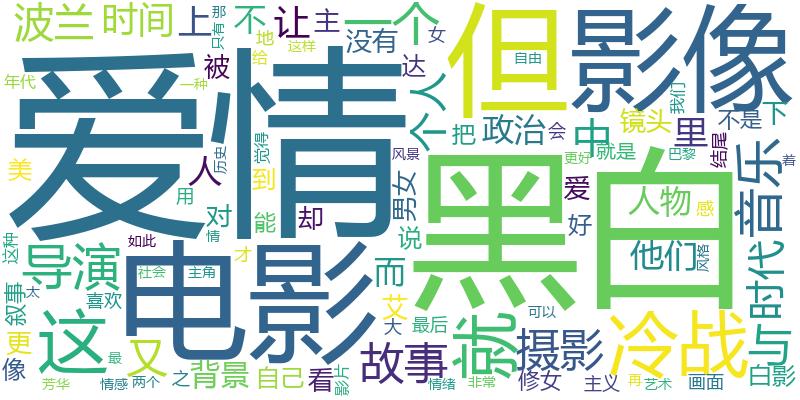 波兰
时间
上
不
让
主
一个
但
影像
只有
那
地
给
这样
没有
女
被
达
自由
年代
一种
爱情
个人
把
政治
会
中
镜头
里
我们
不是
下
结尾
美
人
历史
觉得
到
风景
黑白
就是
巴黎
更好
着
用
对
能
却
男女
爱
好
人物
感
音乐
这种
导演
如此
情
才
电影
说
而
他们
风格
与
时代
叙事
太
喜欢
社会
主角
艾
大
最后
就
可以
摄影
冷战
更
这
像
最
又
故事
芳华
情感
两个
之
背景
自己
看
影片
情绪
非常
修女
主义
再
艺术
画面
白影